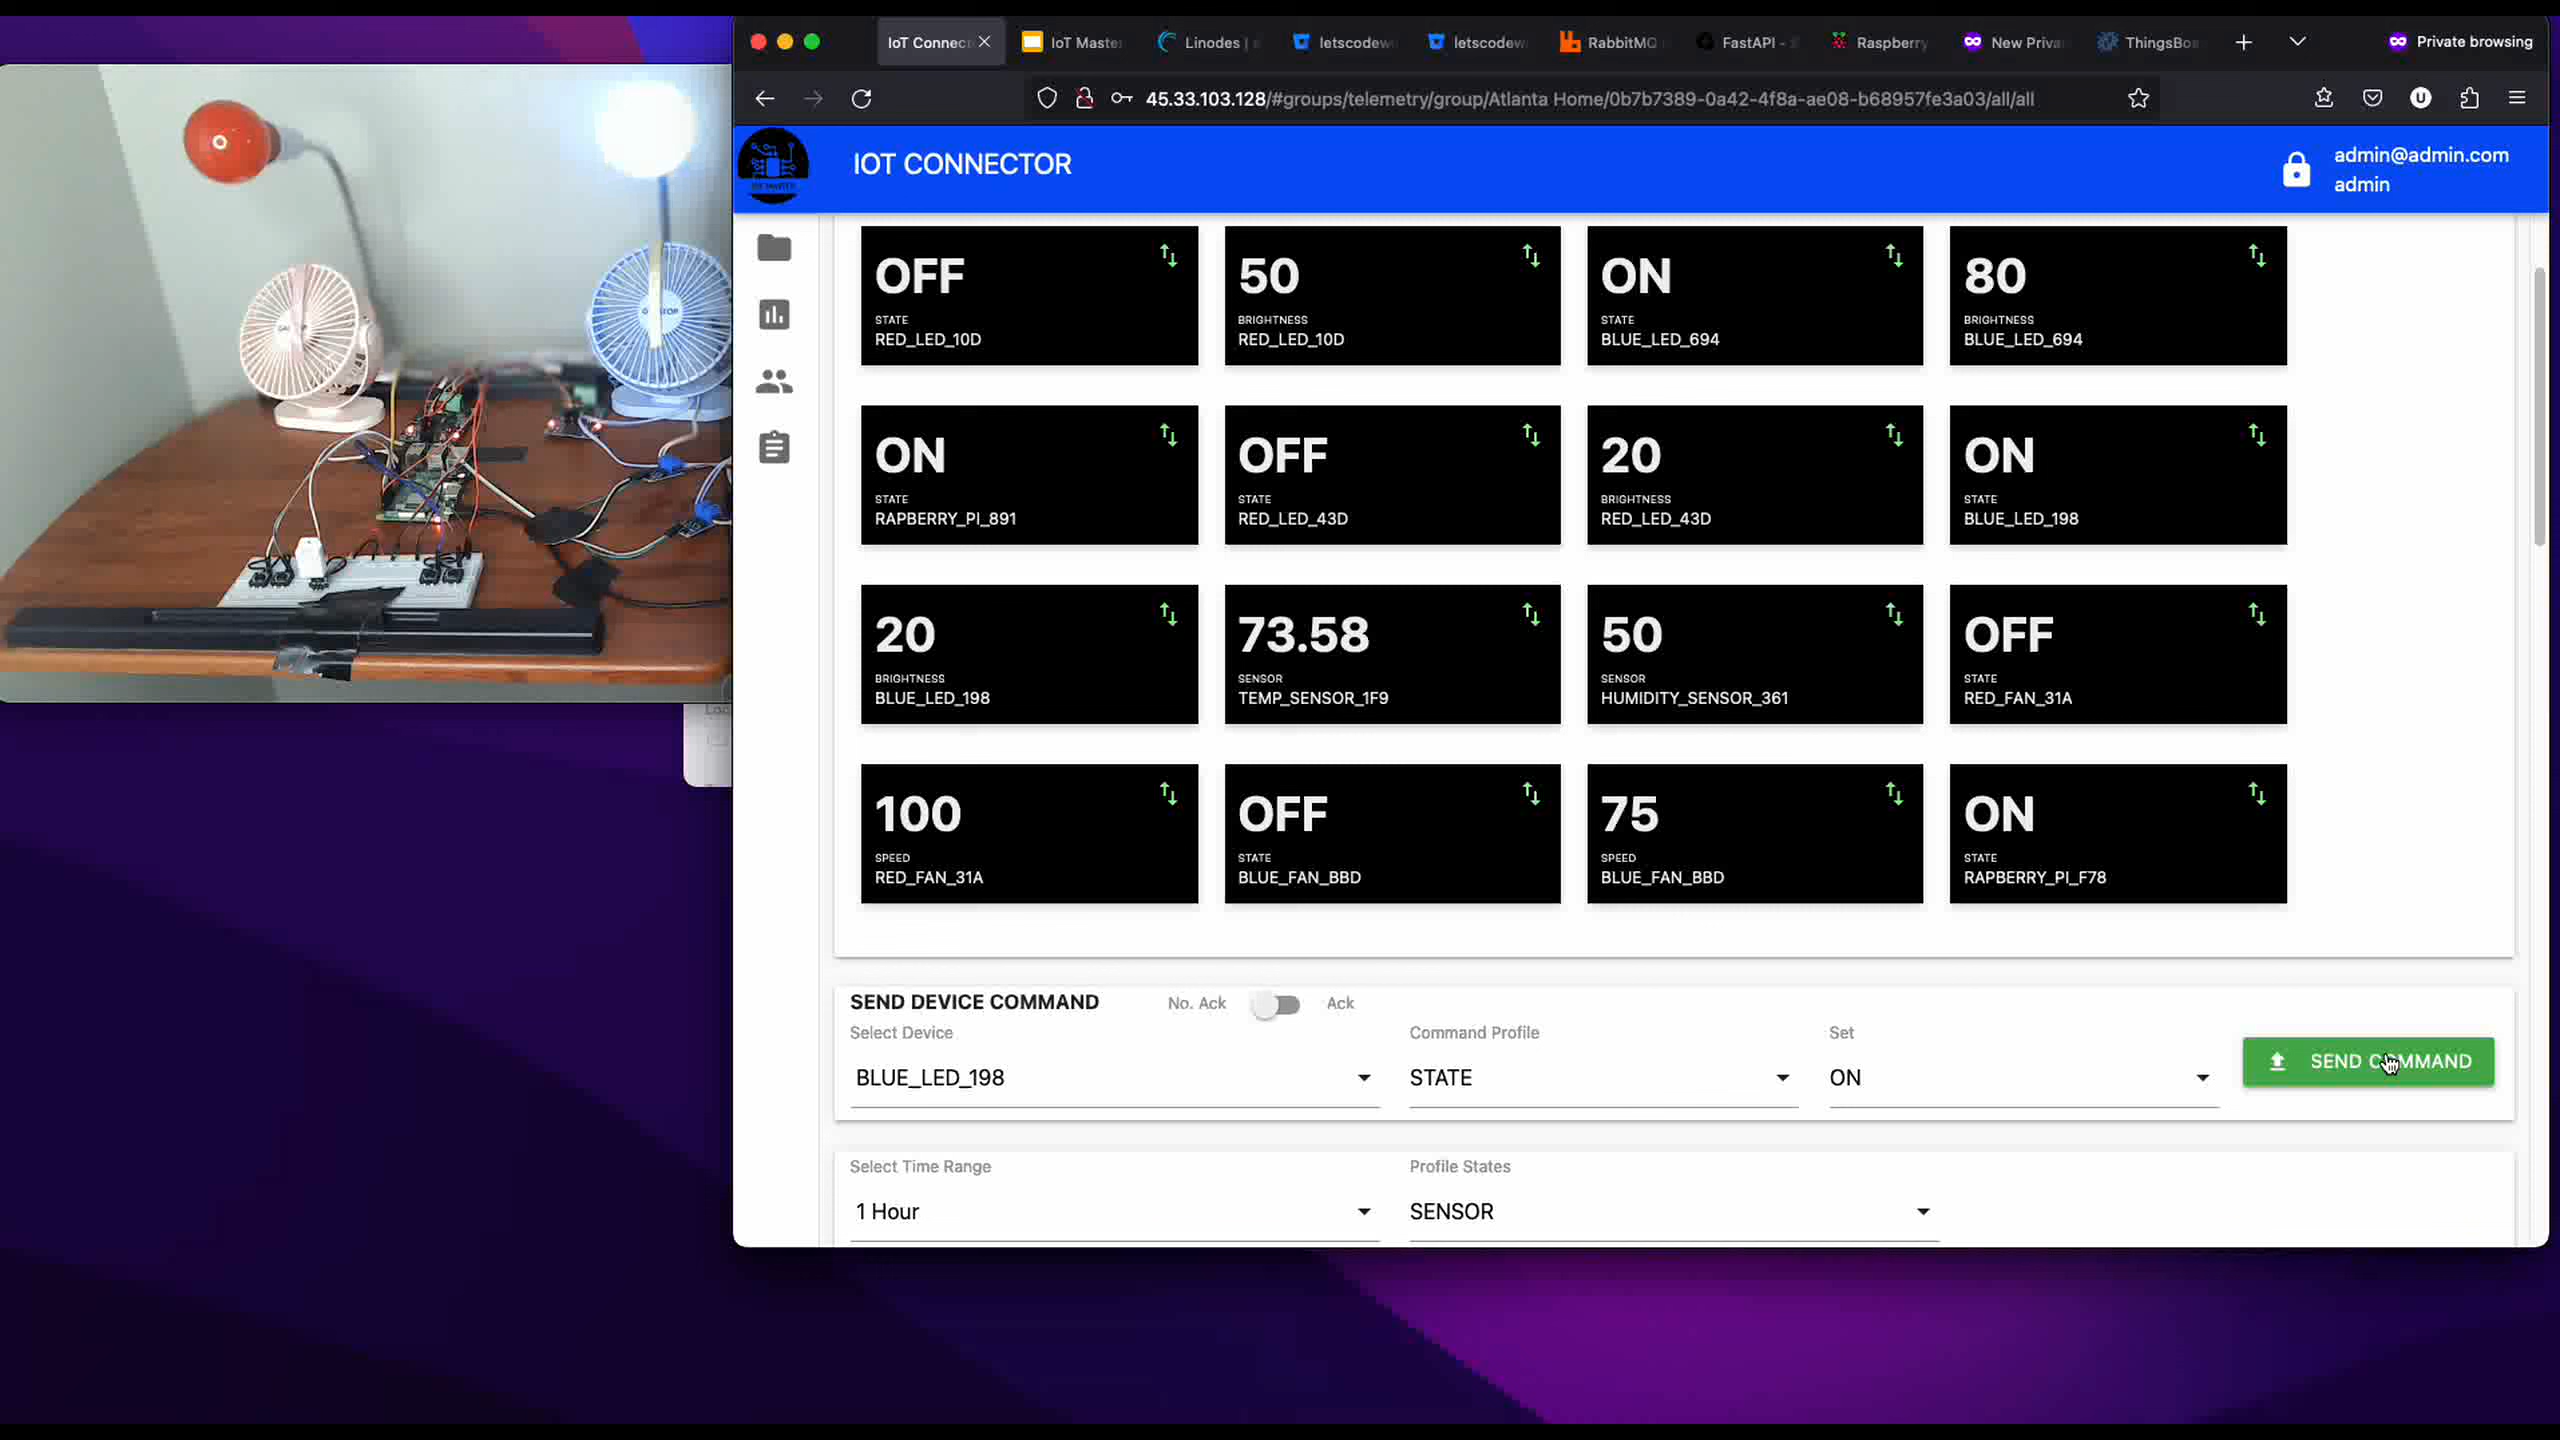 IoT Connec
IoT Maste
Linodes |
letscodew
letscodew
RabbitMQ
FastAPI -
Raspberry
New Priva
ThingsBoa
Private browsing
45.33.103.128/#groups/telemetry/group/Atlanta Home/0b7b7389-0a42-4f8a-ae08-b68957fe3a03/all/all
IOT CONNECTOR
admin@admin.com
admin
OFF
STATE
RED_LED_10D
50
BRIGHTNESS
RED_LED_10D
ON
STATE
BLUE_LED_694
80
BRIGHTNESS
BLUE_LED_694
ON
STATE
RAPBERRY_PI_891
OFF
STATE
RED_LED_43D
20
BRIGHTNESS
RED_LED_43D
ON
STATE
BLUE_LED_198
20
BRIGHTNESS
BLUE_LED_198
73.58
SENSOR
TEMP_SENSOR_1F9
50
SENSOR
HUMIDITY_SENSOR_361
OFF
STATE
RED_FAN_31A
100
SPEED
RED_FAN_31A
OFF
STATE
BLUE_FAN_BBD
75
SPEED
BLUE_FAN_BBD
ON
STATE
RAPBERRY_PI_F78
SEND DEVICE COMMAND
No. Ack
Ack
Select Device
BLUE_LED_198
Command Profile
STATE
Set
ON
SEND COMMAND
Select Time Range
1 Hour
Profile States
SENSOR